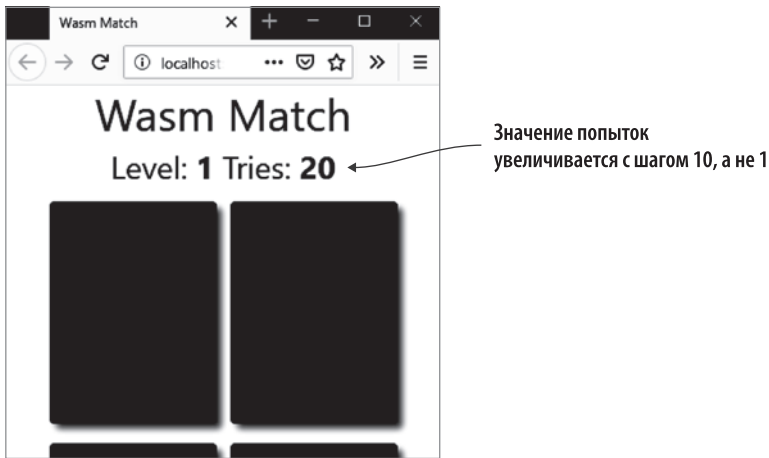 Wasm Match
localhost
Wasm Match
Level: 1 Tries: 20
Значение попыток
увеличивается с шагом 10, а не 1